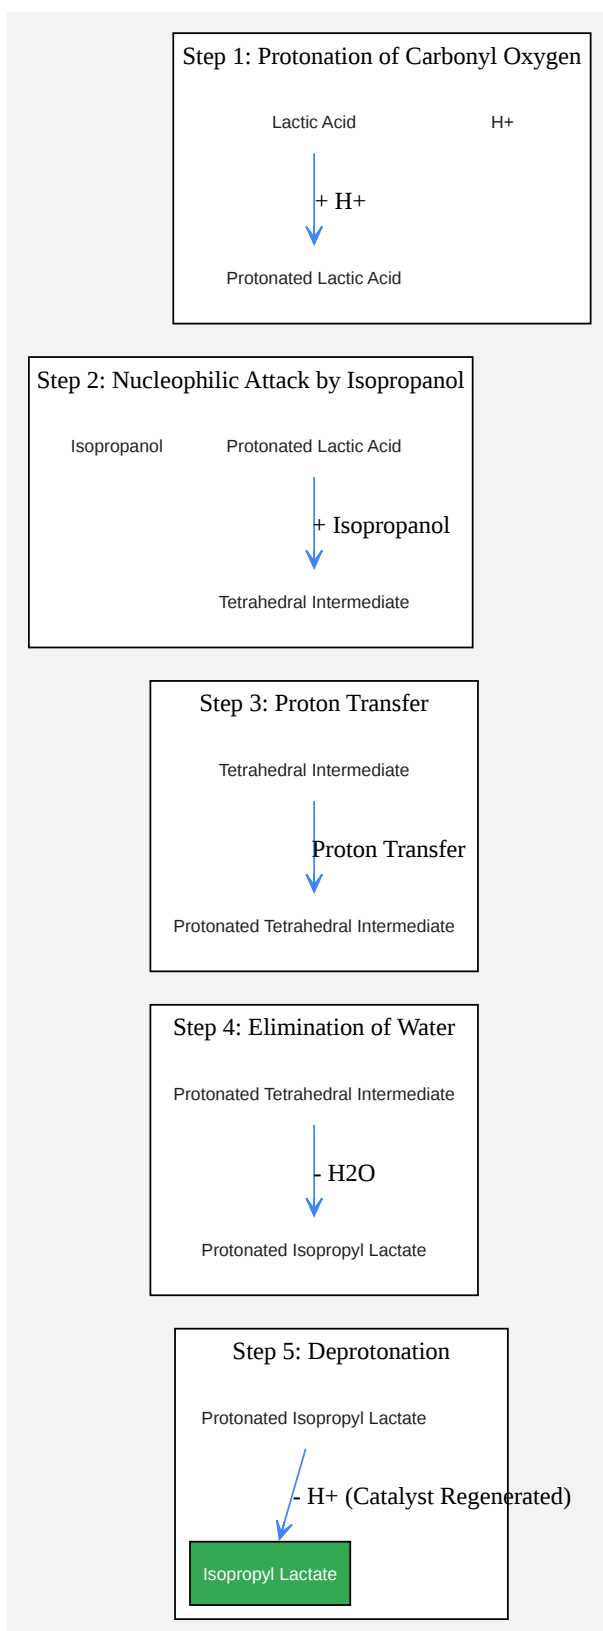 Step 1: Protonation of Carbonyl Oxygen
Lactic Acid
H+
+ H+
Protonated Lactic Acid
Step 2: Nucleophilic Attack by Isopropanol
Isopropanol
Protonated Lactic Acid
+ Isopropanol
Tetrahedral Intermediate
Step 3: Proton Transfer
Tetrahedral Intermediate
Proton Transfer
Protonated Tetrahedral Intermediate
Step 4: Elimination of Water
Protonated Tetrahedral Intermediate
- H2O
Protonated Isopropyl Lactate
Step 5: Deprotonation
Protonated Isopropyl Lactate
- H+ (Catalyst Regenerated)
Isopropyl Lactate